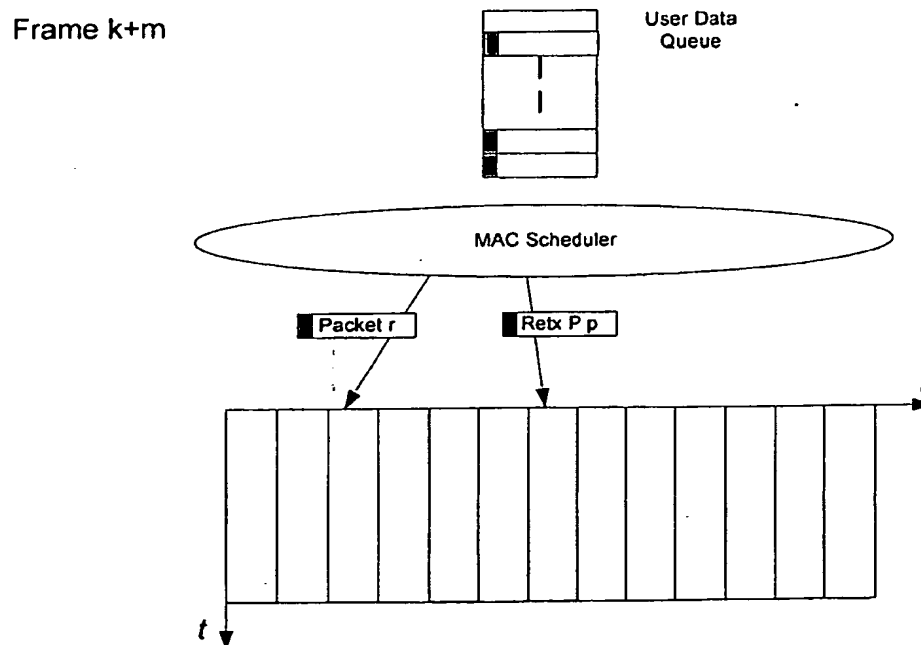 Frame k+m
User Data
Queue
MAC Scheduler
Packet r
Retx P p
t